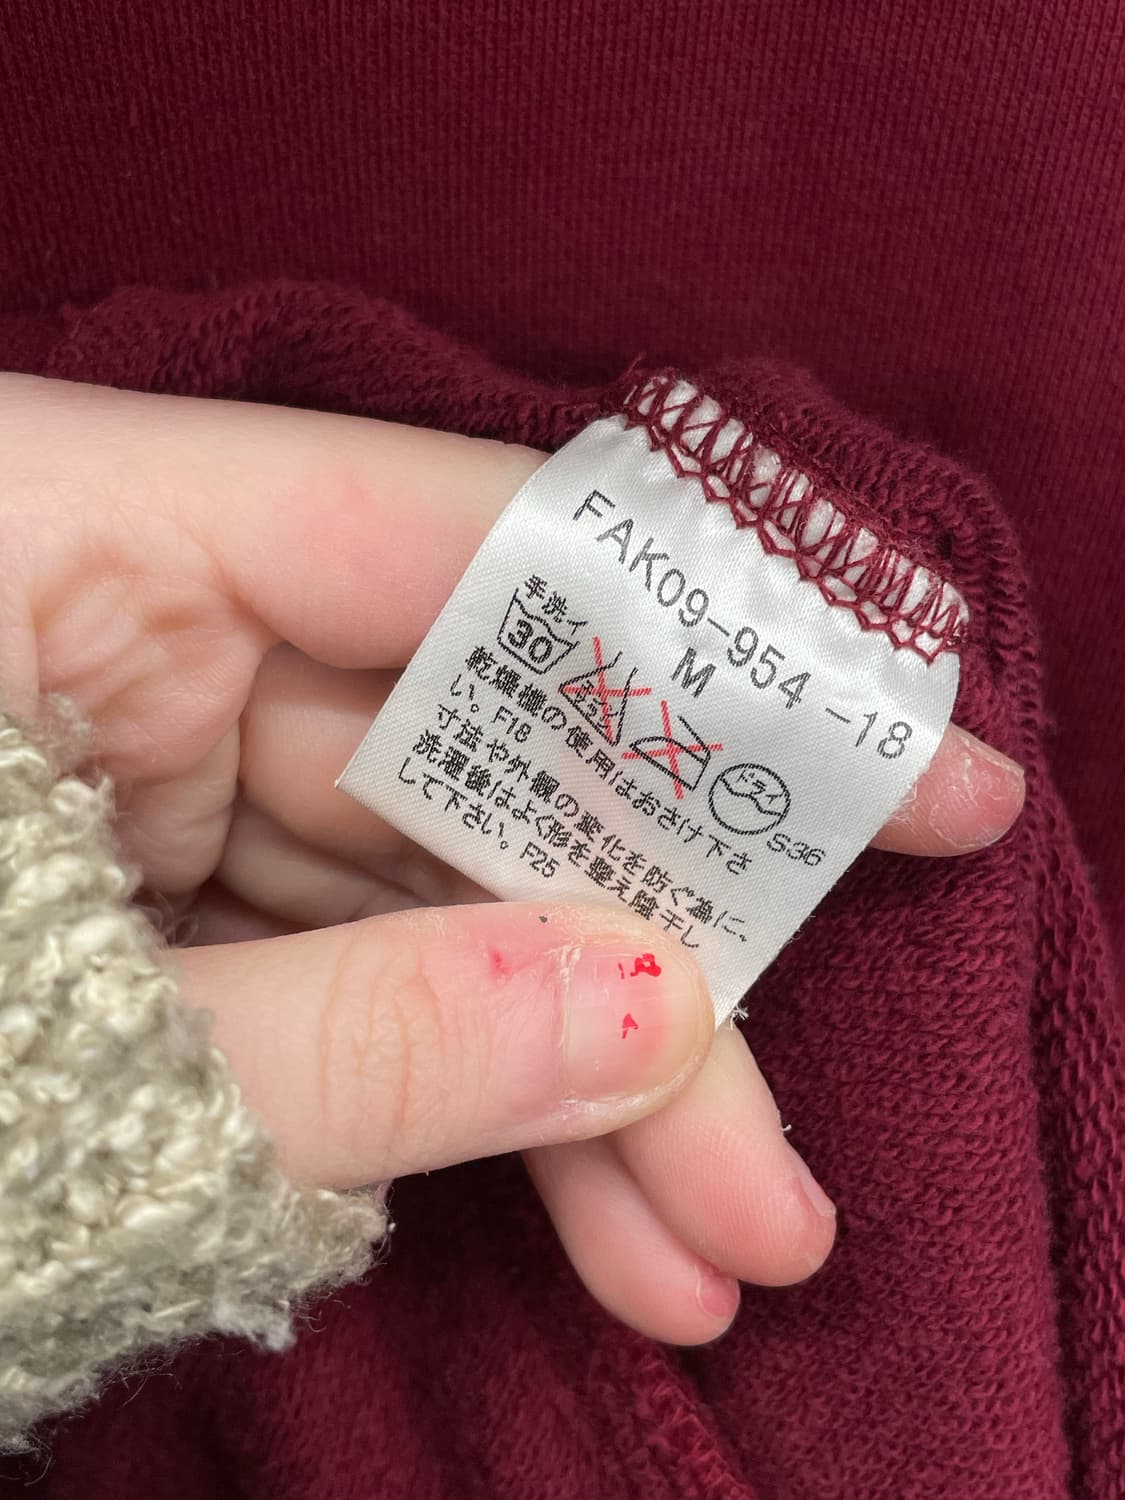 FAK09-954 -18
M
手洗イ
30
ドライ
S36
乾燥機の使用はおさけ下さ
い。F18
寸法や外観の変化を防ぐ為に、
洗濯後はよく形を整え陰干し
して下さい。F25